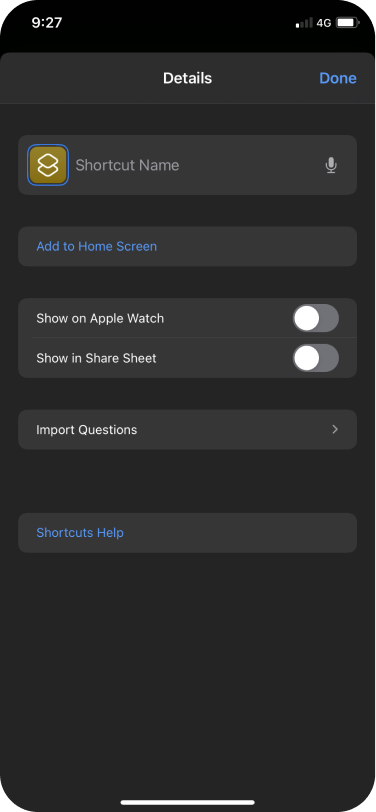 9:27
4G
Details
Done
Shortcut Name
Add to Home Screen
Show on Apple Watch
Show in Share Sheet
Import Questions
Shortcuts Help